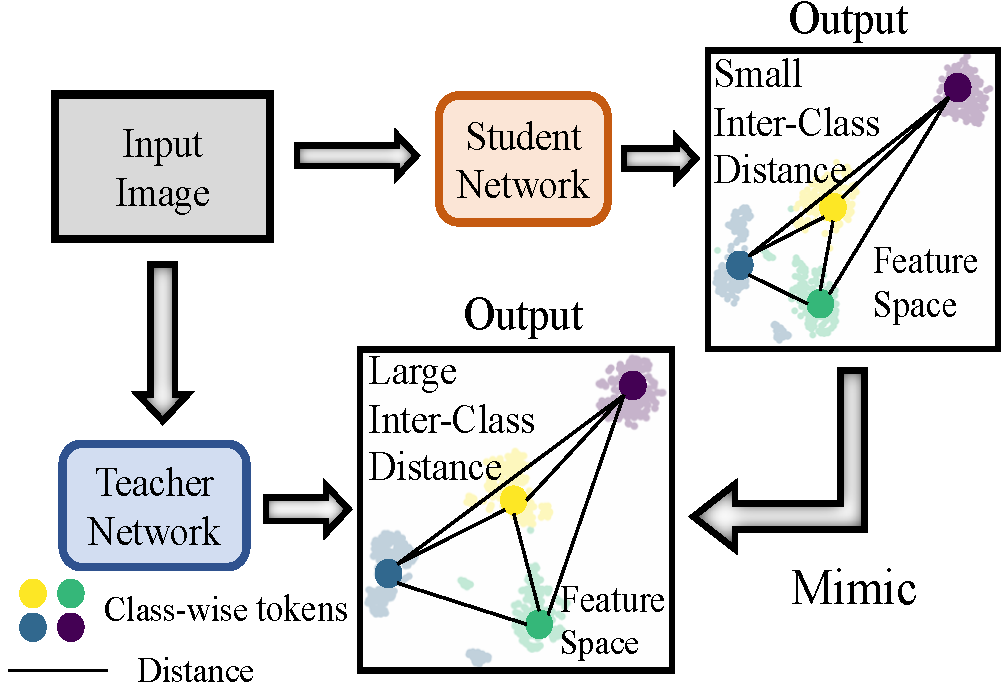 Output
Input
Image
Student
Network
Small
Inter-Class
Distance
Feature
Space
Output
Large
Inter-Class
Distance
Feature
Space
Teacher
Network
Mimic
Class-wise tokens
Distance